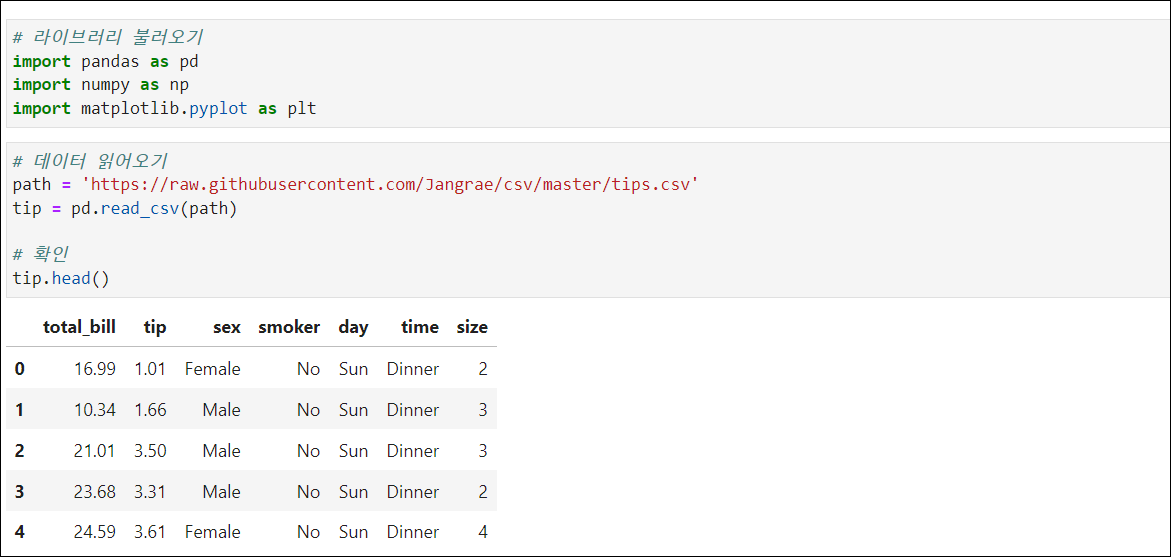 # 라이브러리 불러오기
import pandas as pd
import numpy as np
import matplotlib.pyplot as plt
# 데이터 읽어오기
path = 'https://raw.githubusercontent.com/Jangrae/csv/master/tips.csv'
tip = pd.read_csv(path)
# 확인
tip.head()
total_bill tip sex smoker day time size
0 16.99 1.01 Female No Sun Dinner 2
1 10.34 1.66 Male No Sun Dinner 3
2 21.01 3.50 Male No Sun Dinner 3
3 23.68 3.31 Male No Sun Dinner 2
4 24.59 3.61 Female No Sun Dinner 4